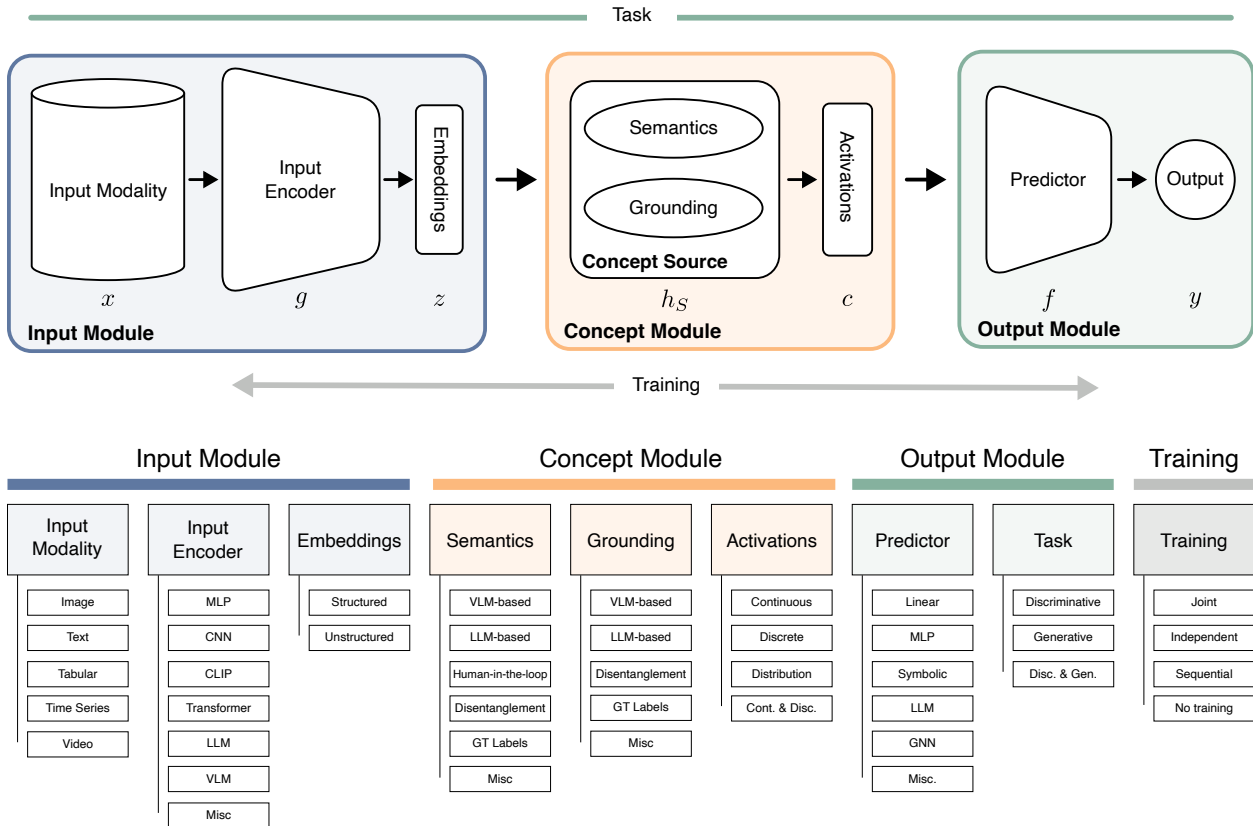 Task
Input Modality
Input
Encoder
Embeddings
Semantics
Grounding
Concept Source
Activations
Predictor
Output
x
g
z
h_S
c
f
y
Input Module
Concept Module
Output Module
Training
Input Module
Concept Module
Output Module
Training
Input
Modality
Input
Encoder
Embeddings
Semantics
Grounding
Activations
Predictor
Task
Training
Image
Text
Tabular
Time Series
Video
MLP
CNN
CLIP
Transformer
LLM
VLM
Misc
Structured
Unstructured
VLM-based
LLM-based
Human-in-the-loop
Disentanglement
GT Labels
Misc
VLM-based
LLM-based
Disentanglement
GT Labels
Misc
Continuous
Discrete
Distribution
Cont. & Disc.
Linear
MLP
Symbolic
LLM
GNN
Misc.
Discriminative
Generative
Disc. & Gen.
Joint
Independent
Sequential
No training